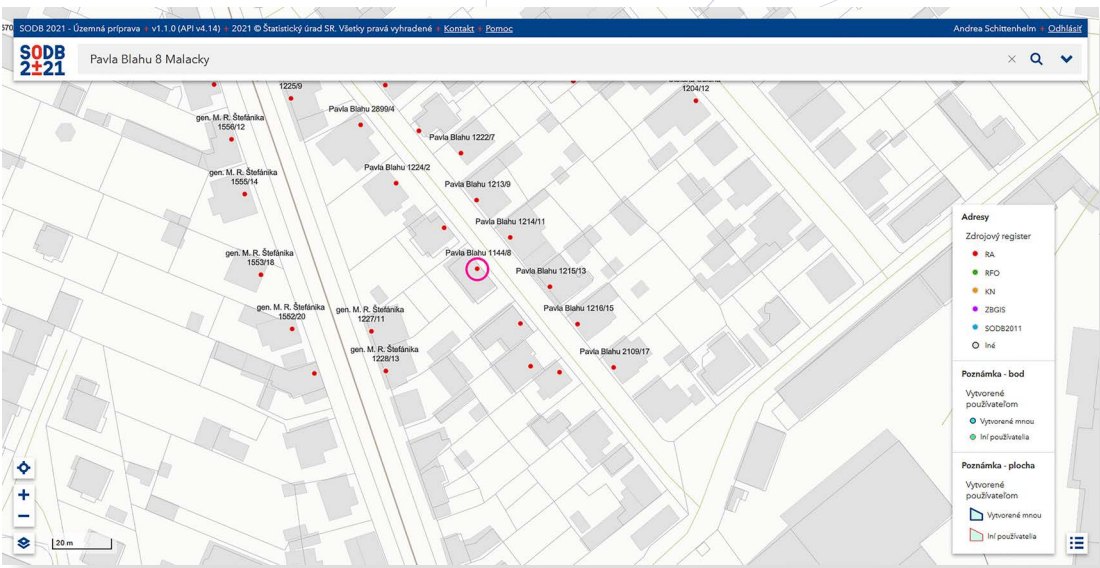 570
SODB 2021 - Územná príprava + v1.1.0 (API v4.14) + 2021 © Štatistický úrad SR. Všetky pravá vyhradené + Kontakt + Pomoc
Andrea Schittenhelm + Odhlásiť
SODB
2±21
Pavla Blahu 8 Malacky
1225/9
1204/12
Pavla Blahu 2899/4
gen. M. R. Štefánika
1556/12
Pavla Blahu 1222/7
Pavla Blahu 1224/2
gen. M. R. Štefánika
1555/14
Pavla Blahu 1213/9
Pavla Blahu 1214/11
gen. M. R. Štefánika
1553/18
Pavla Blahu 1144/8
Pavla Blahu 1215/13
gen. M. R. Štefánika
1552/20
gen. M. R. Štefánika
1227/11
Pavla Blahu 1216/15
gen. M. R. Štefánika
1228/13
Pavla Blahu 2109/17
Adresy
Zdrojový register
RA
RFO
KN
ZBGIS
SODB2011
Iné
Poznámka - bod
Vytvorené
používateľom
Vytvorené mnou
Iní používatelia
Poznámka - plocha
Vytvorené
používateľom
Vytvorené mnou
Iní používatelia
20 m